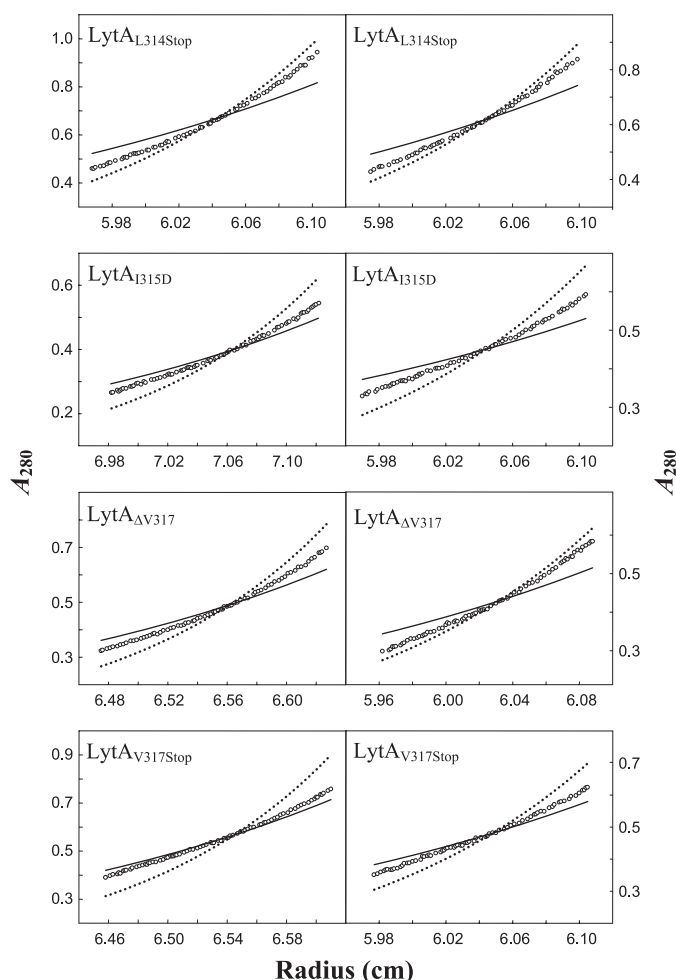 LytA_L314Stop
LytA_L314Stop
1.0
0.8
0.6
0.4
0.8
0.6
0.4
5.98 6.02 6.06 6.10
5.98 6.02 6.06 6.10
LytA_I315D
LytA_I315D
0.6
0.4
0.2
0.5
0.3
6.98 7.02 7.06 7.10
5.98 6.02 6.06 6.10
A280
A280
LytA_ΔV317
LytA_ΔV317
0.7
0.5
0.3
0.5
0.3
6.48 6.52 6.56 6.60
5.96 6.00 6.04 6.08
LytA_V317Stop
LytA_V317Stop
0.9
0.7
0.5
0.3
0.7
0.5
0.3
6.46 6.50 6.54 6.58
5.98 6.02 6.06 6.10
Radius (cm)